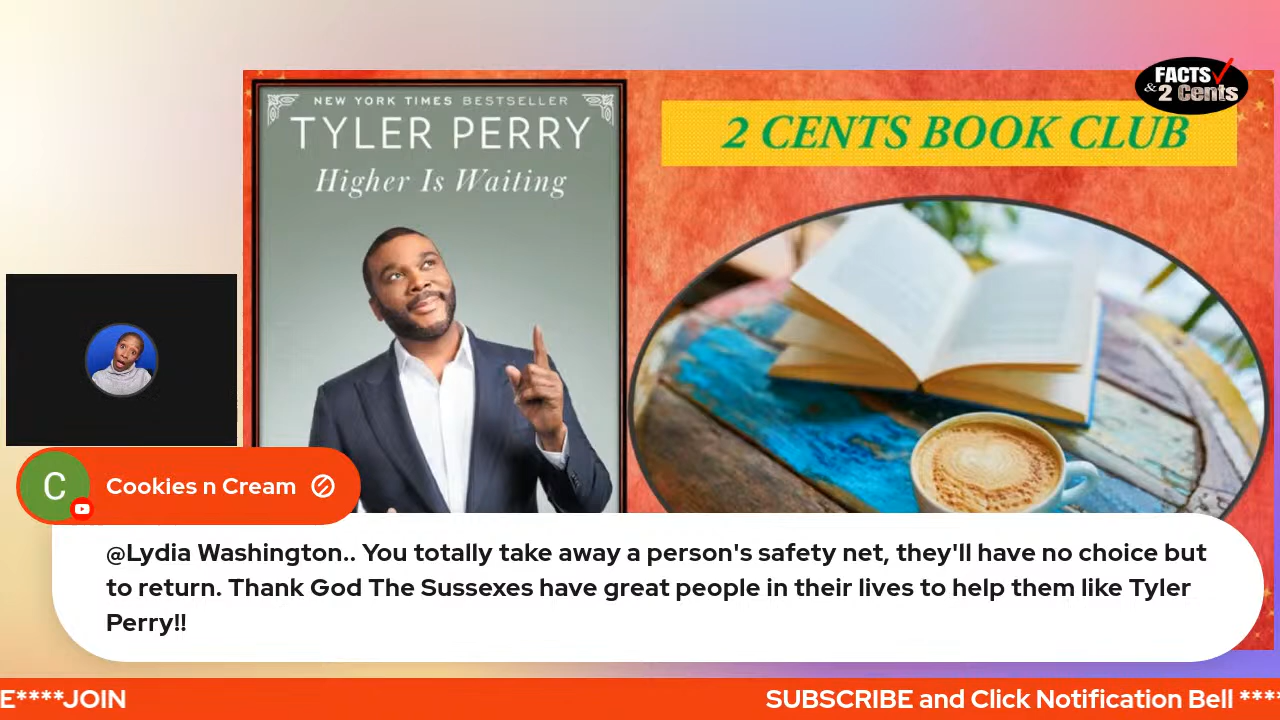 FACTS
& 2 Cents
NEW YORK TIMES BESTSELLER
TYLER PERRY
Higher Is Waiting
2 CENTS BOOK CLUB
C
Cookies n Cream
@Lydia Washington.. You totally take away a person's safety net, they'll have no choice but
to return. Thank God The Sussexes have great people in their lives to help them like Tyler
Perry!!
E****JOIN
SUBSCRIBE and Click Notification Bell ****